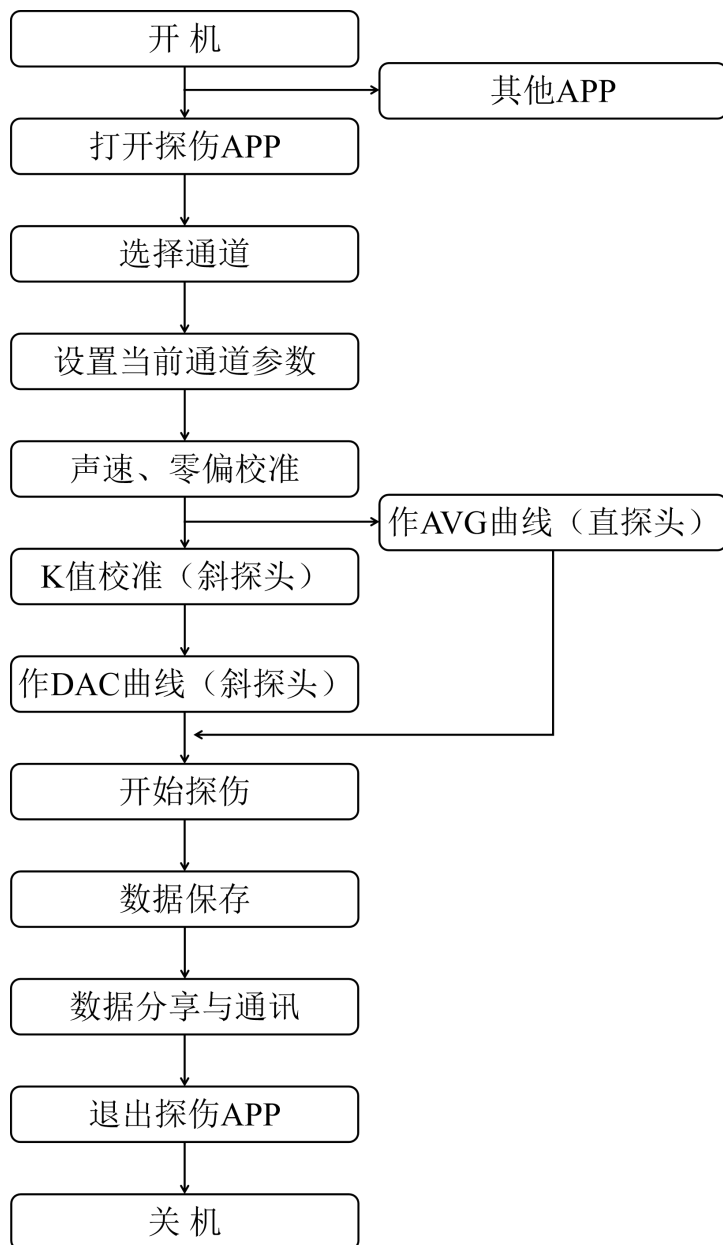 开 机
其他APP
打开探伤APP
选择通道
设置当前通道参数
声速、零偏校准
作AVG曲线（直探头）
K值校准（斜探头）
作DAC曲线（斜探头）
开始探伤
数据保存
数据分享与通讯
退出探伤APP
关 机